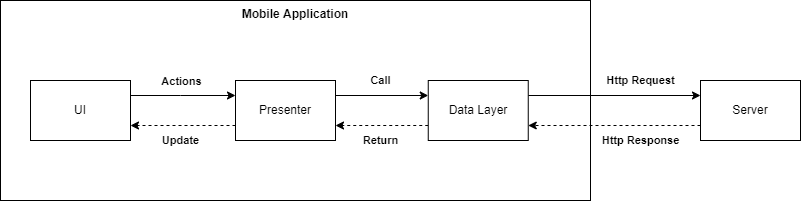 Mobile Application
Actions
Call
Http Request
UI
Presenter
Data Layer
Server
Update
Return
Http Response